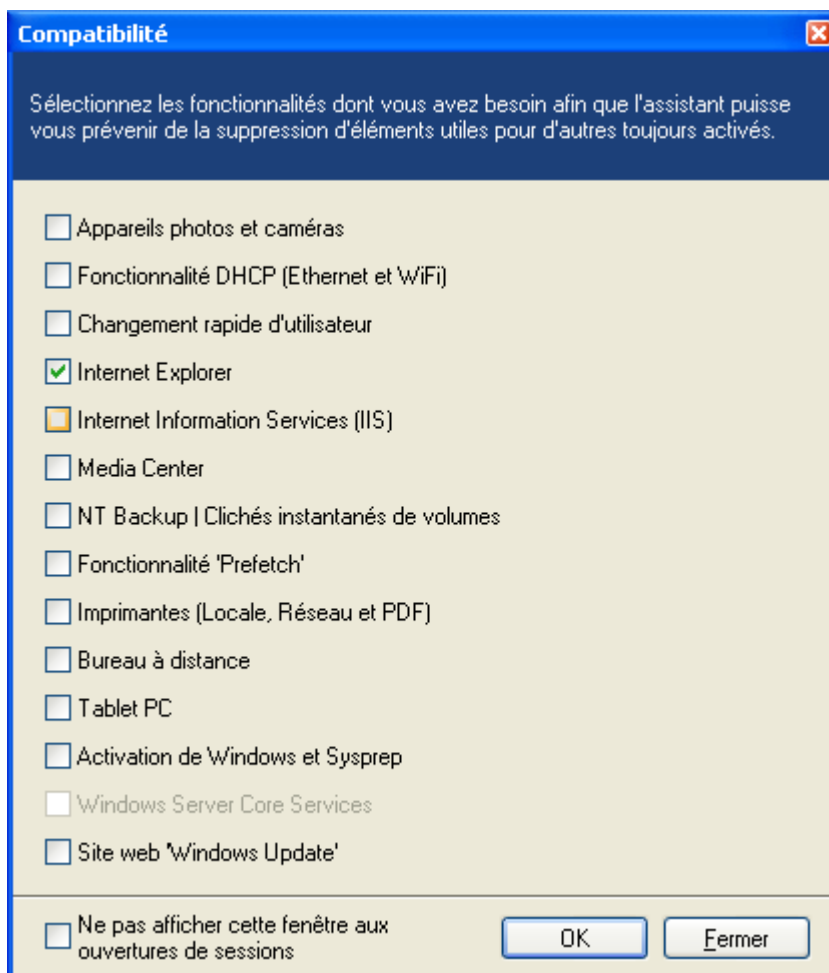 Compatibilité
Sélectionnez les fonctionnalités dont vous avez besoin afin que l'assistant puisse
vous prévenir de la suppression d'éléments utiles pour d'autres toujours activés.
Appareils photos et caméras
Fonctionnalité DHCP (Ethernet et WiFi)
Changement rapide d'utilisateur
Internet Explorer
Internet Information Services (IIS)
Media Center
NT Backup | Clichés instantanés de volumes
Fonctionnalité 'Prefetch'
Imprimantes (Locale, Réseau et PDF)
Bureau à distance
Tablet PC
Activation de Windows et Sysprep
Windows Server Core Services
Site web 'Windows Update'
Ne pas afficher cette fenêtre aux
ouvertures de sessions
OK
Fermer